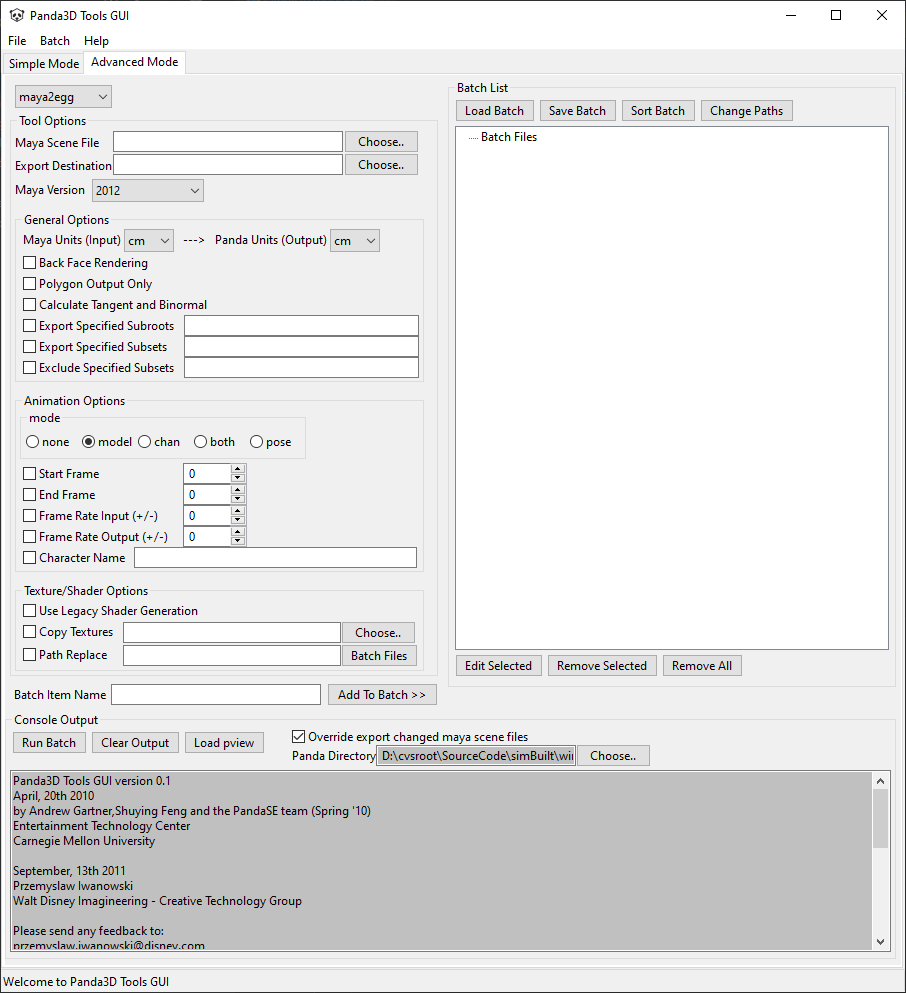 Panda3D Tools GUI
File Batch Help
Simple Mode Advanced Mode
maya2egg
Tool Options
Maya Scene File Choose..
Export Destination Choose..
Maya Version 2012
General Options
Maya Units (Input) cm ---> Panda Units (Output) cm
Back Face Rendering
Polygon Output Only
Calculate Tangent and Binormal
Export Specified Subroots
Export Specified Subsets
Exclude Specified Subsets
Animation Options
mode
none model chan both pose
Start Frame 0
End Frame 0
Frame Rate Input (+/-) 0
Frame Rate Output (+/-) 0
Character Name
Texture/Shader Options
Use Legacy Shader Generation
Copy Textures Choose..
Path Replace Batch Files
Batch Item Name Add To Batch >>
Batch List
Load Batch Save Batch Sort Batch Change Paths
Batch Files
Edit Selected Remove Selected Remove All
Console Output
Run Batch Clear Output Load pview
Override export changed maya scene files
Panda Directory D:\cvsroot\SourceCode\simBuilt\wii Choose..
Panda3D Tools GUI version 0.1
April, 20th 2010
by Andrew Gartner,Shuying Feng and the PandaSE team (Spring '10)
Entertainment Technology Center
Carnegie Mellon University
September, 13th 2011
Przemyslaw Iwanowski
Walt Disney Imagineering - Creative Technology Group
Please send any feedback to:
przemyslaw.iwanowski@disney.com
Welcome to Panda3D Tools GUI